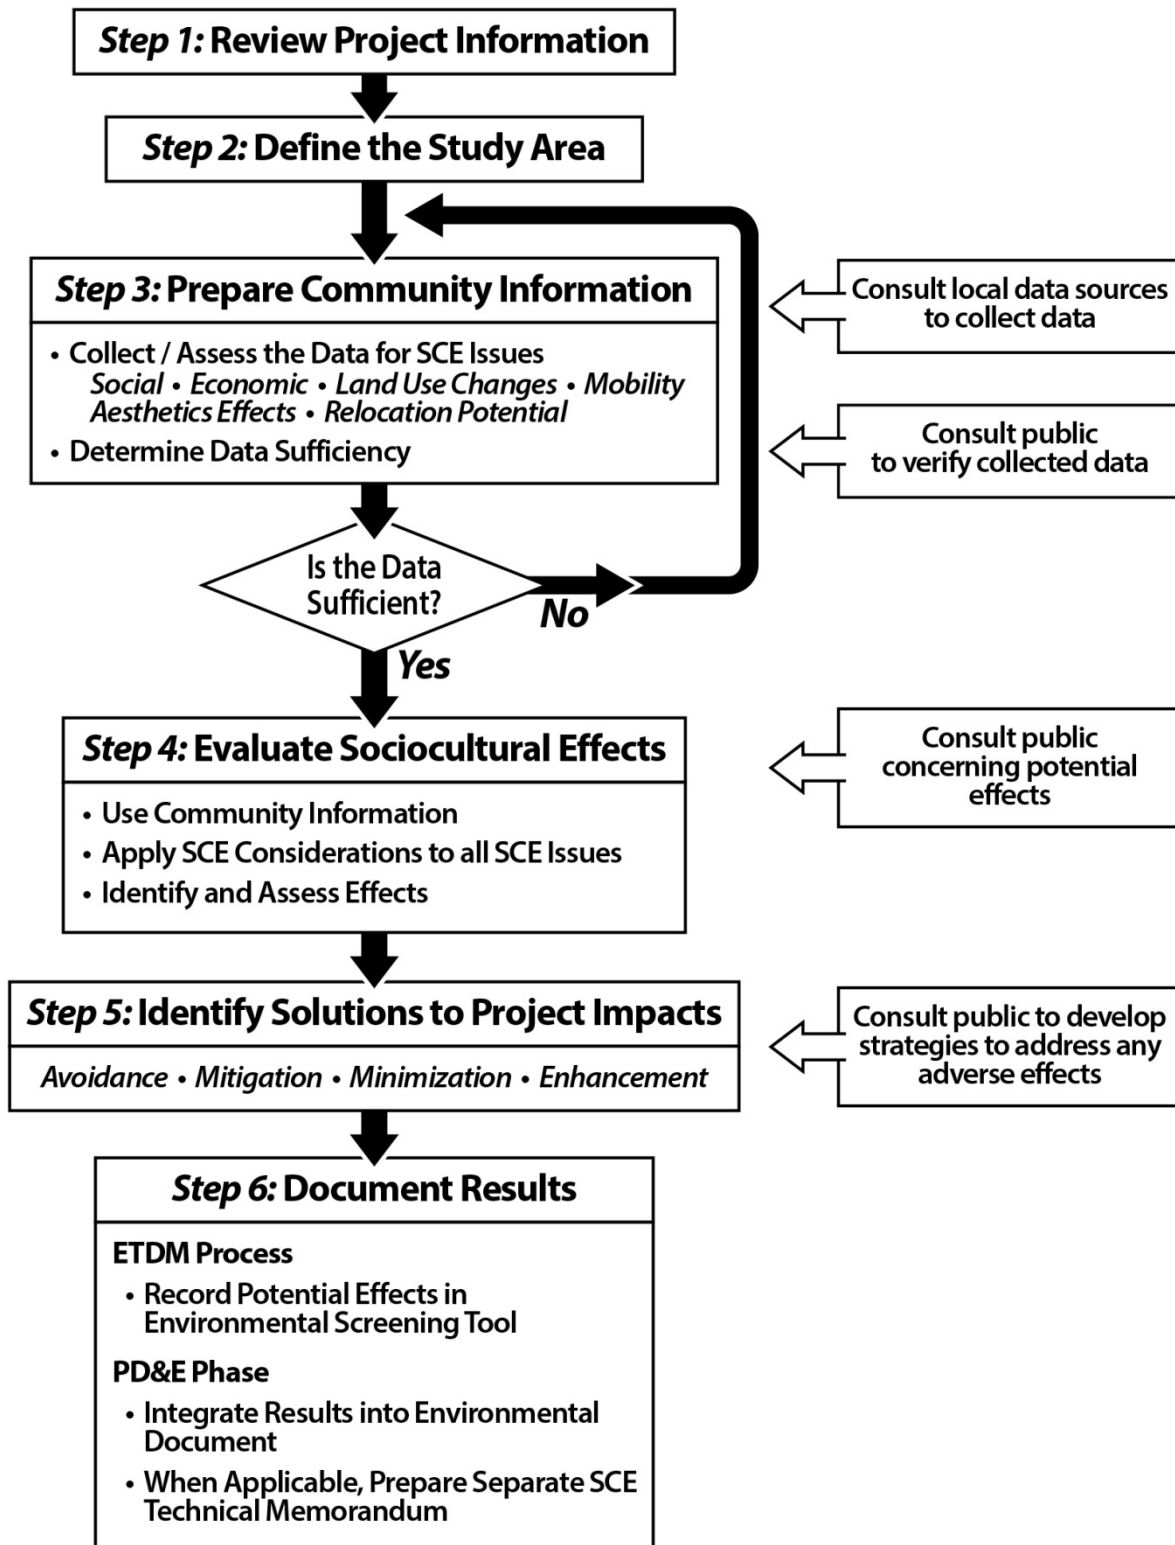 Step 1: Review Project Information
Step 2: Define the Study Area
Step 3: Prepare Community Information
• Collect / Assess the Data for SCE Issues
Social • Economic • Land Use Changes • Mobility
Aesthetics Effects • Relocation Potential
• Determine Data Sufficiency
Consult local data sources
to collect data
Consult public
to verify collected data
Is the Data
Sufficient?
No
Yes
Step 4: Evaluate Sociocultural Effects
• Use Community Information
• Apply SCE Considerations to all SCE Issues
• Identify and Assess Effects
Consult public
concerning potential
effects
Step 5: Identify Solutions to Project Impacts
Avoidance • Mitigation • Minimization • Enhancement
Consult public to develop
strategies to address any
adverse effects
Step 6: Document Results
ETDM Process
• Record Potential Effects in
Environmental Screening Tool
PD&E Phase
• Integrate Results into Environmental
Document
• When Applicable, Prepare Separate SCE
Technical Memorandum